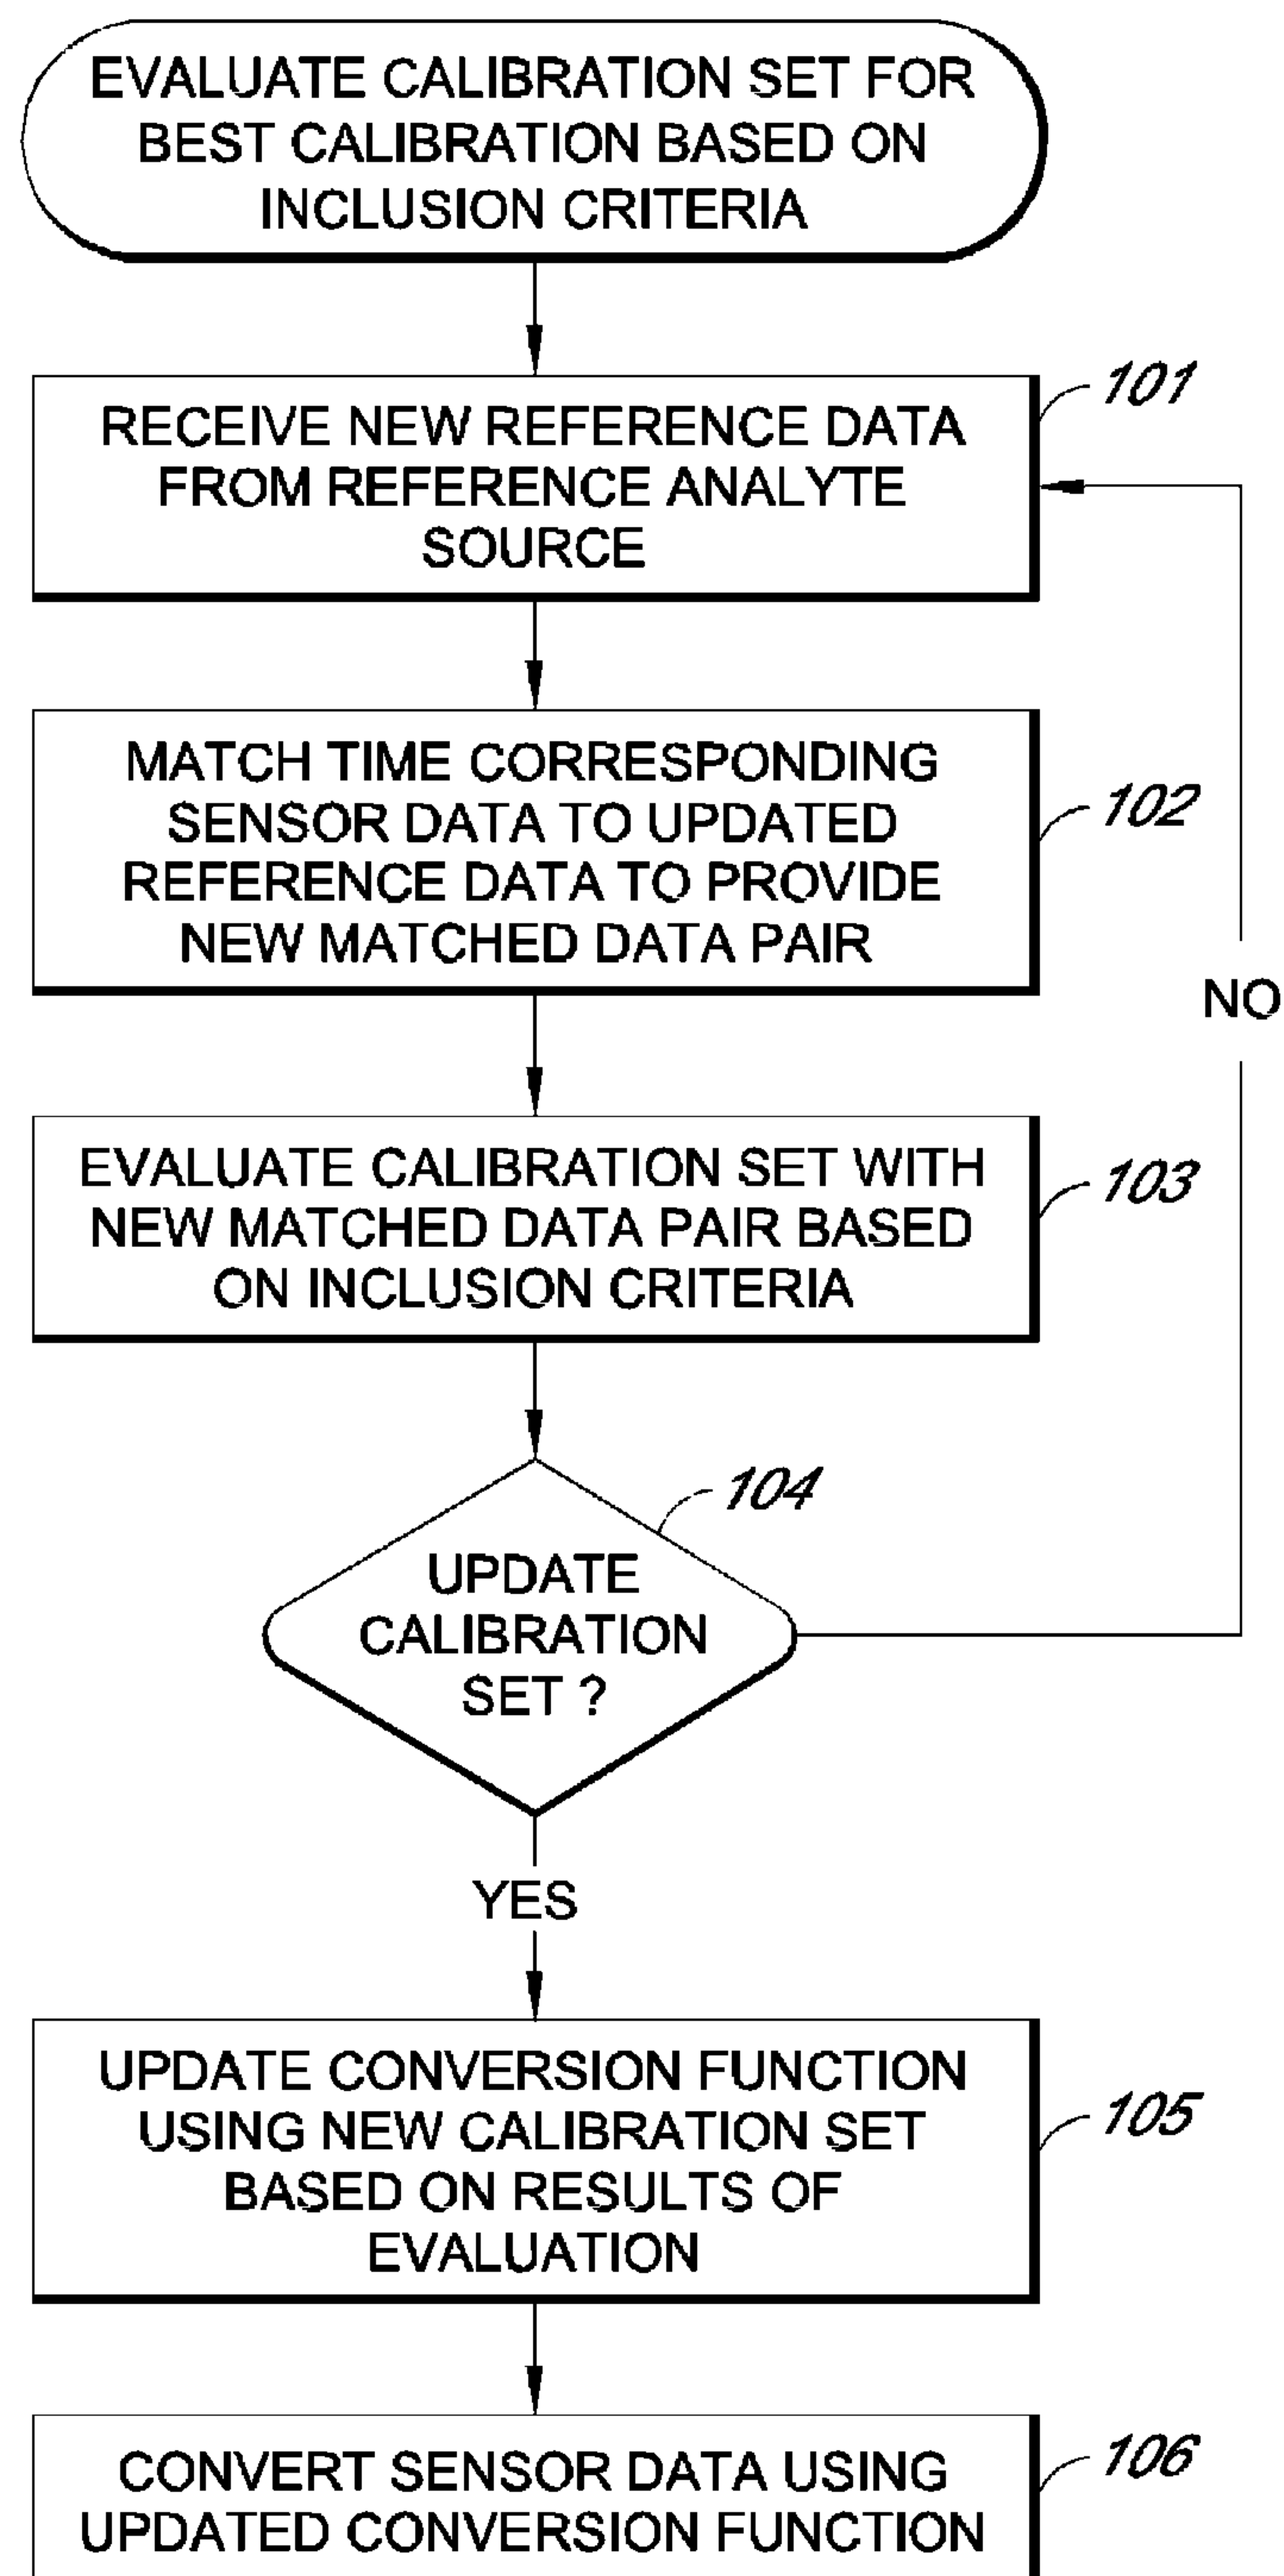 EVALUATE CALIBRATION SET FOR
BEST CALIBRATION BASED ON
INCLUSION CRITERIA
101
RECEIVE NEW REFERENCE DATA
FROM REFERENCE ANALYTE
SOURCE
102
MATCH TIME CORRESPONDING
SENSOR DATA TO UPDATED
REFERENCE DATA TO PROVIDE
NEW MATCHED DATA PAIR
NO
103
EVALUATE CALIBRATION SET WITH
NEW MATCHED DATA PAIR BASED
ON INCLUSION CRITERIA
104
UPDATE
CALIBRATION
SET ?
YES
105
UPDATE CONVERSION FUNCTION
USING NEW CALIBRATION SET
BASED ON RESULTS OF
EVALUATION
106
CONVERT SENSOR DATA USING
UPDATED CONVERSION FUNCTION